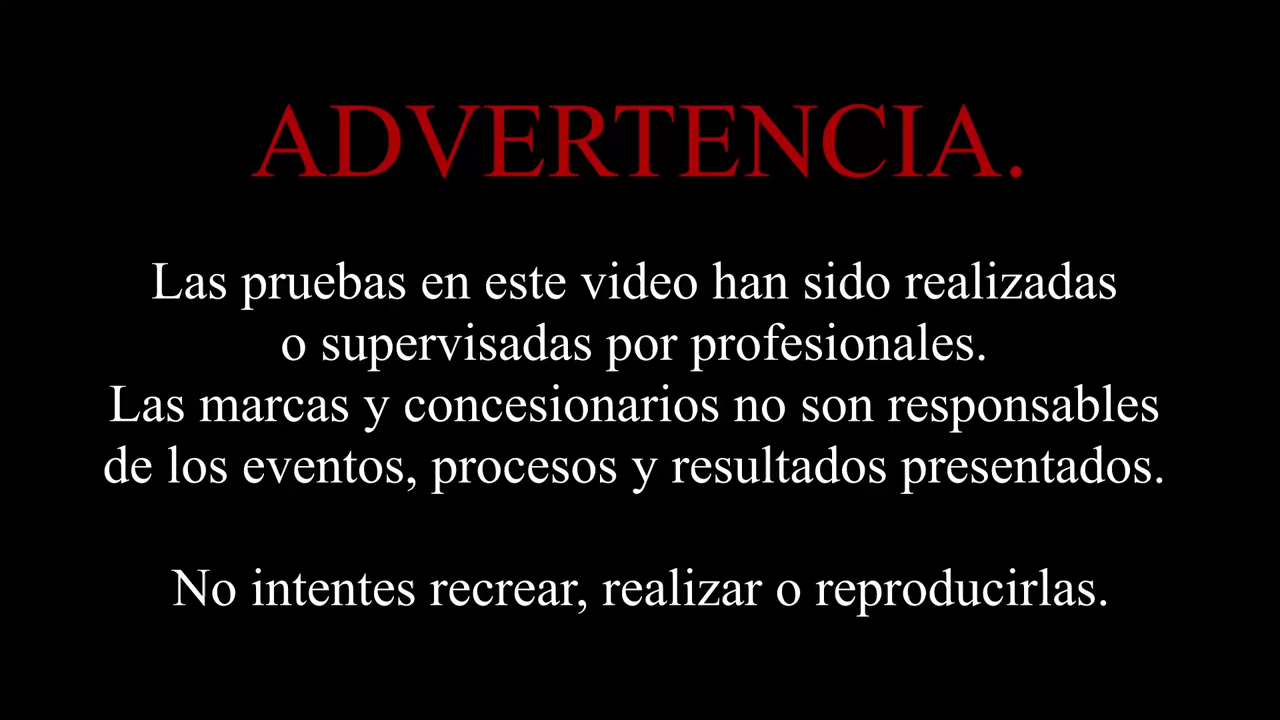 ADVERTENCIA.
Las pruebas en este video han sido realizadas
o supervisadas por profesionales.
Las marcas y concesionarios no son responsables
de los eventos, procesos y resultados presentados.
No intentes recrear, realizar o reproducirlas.